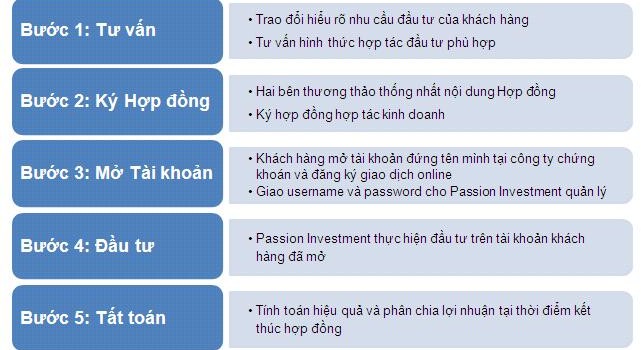 Bước 1: Tư vấn
• Trao đổi hiểu rõ nhu cầu đầu tư của khách hàng
• Tư vấn hình thức hợp tác đầu tư phù hợp
Bước 2: Ký Hợp đồng
• Hai bên thương thảo thống nhất nội dung Hợp đồng
• Ký hợp đồng hợp tác kinh doanh
Bước 3: Mở Tài khoản
• Khách hàng mở tài khoản đứng tên mình tại công ty chứng
khoán và đăng ký giao dịch online
• Giao username và password cho Passion Investment quản lý
Bước 4: Đầu tư
• Passion Investment thực hiện đầu tư trên tài khoản khách
hàng đã mở
Bước 5: Tất toán
• Tính toán hiệu quả và phân chia lợi nhuận tại thời điểm kết
thúc hợp đồng